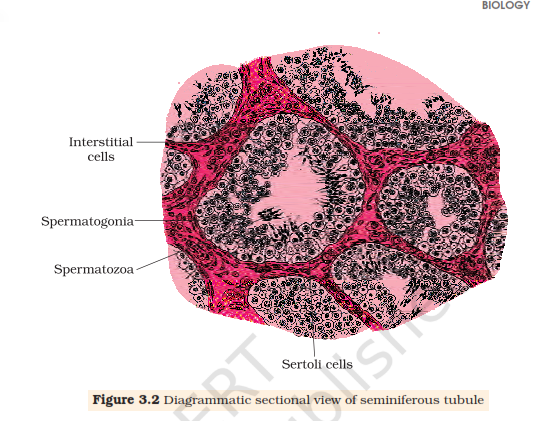 BIOLOGY
Interstitial
cells
Spermatogonia
Spermatozoa
Sertoli cells
Figure 3.2 Diagrammatic sectional view of seminiferous tubule